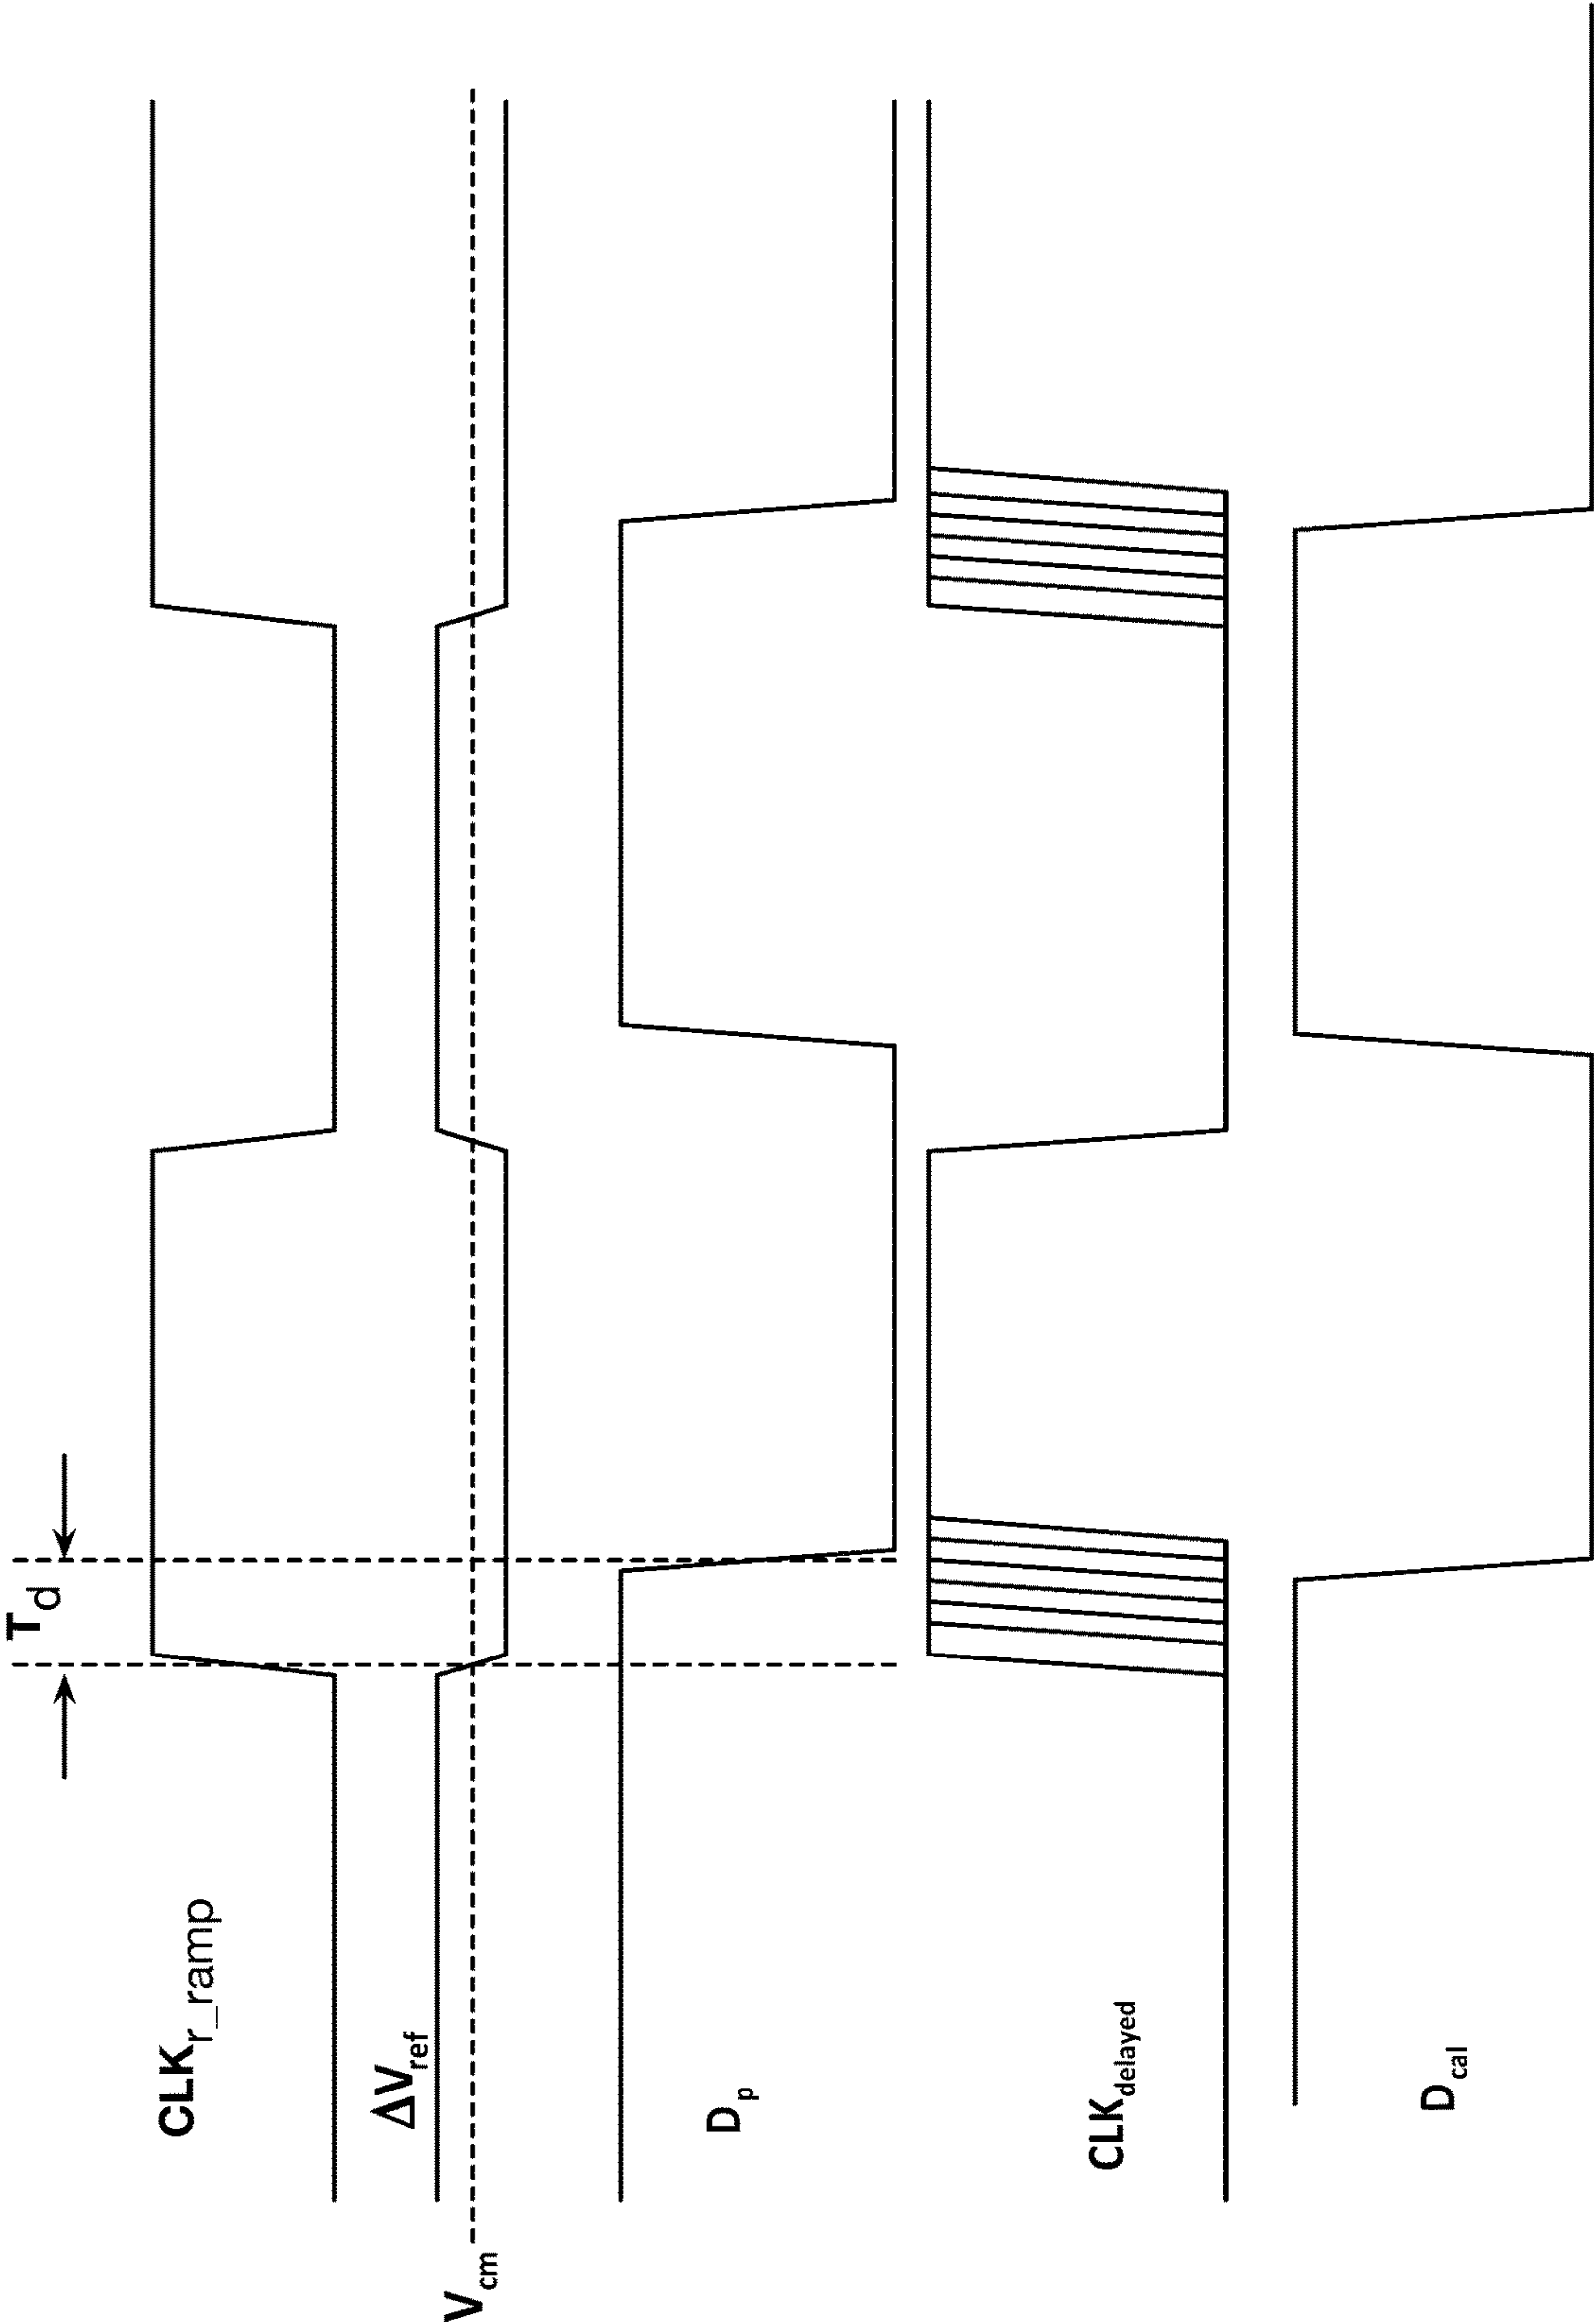 T_d
CLK_r_ramp
ΔV_ref
V_cm
D_p
CLK_delayed
D_cal